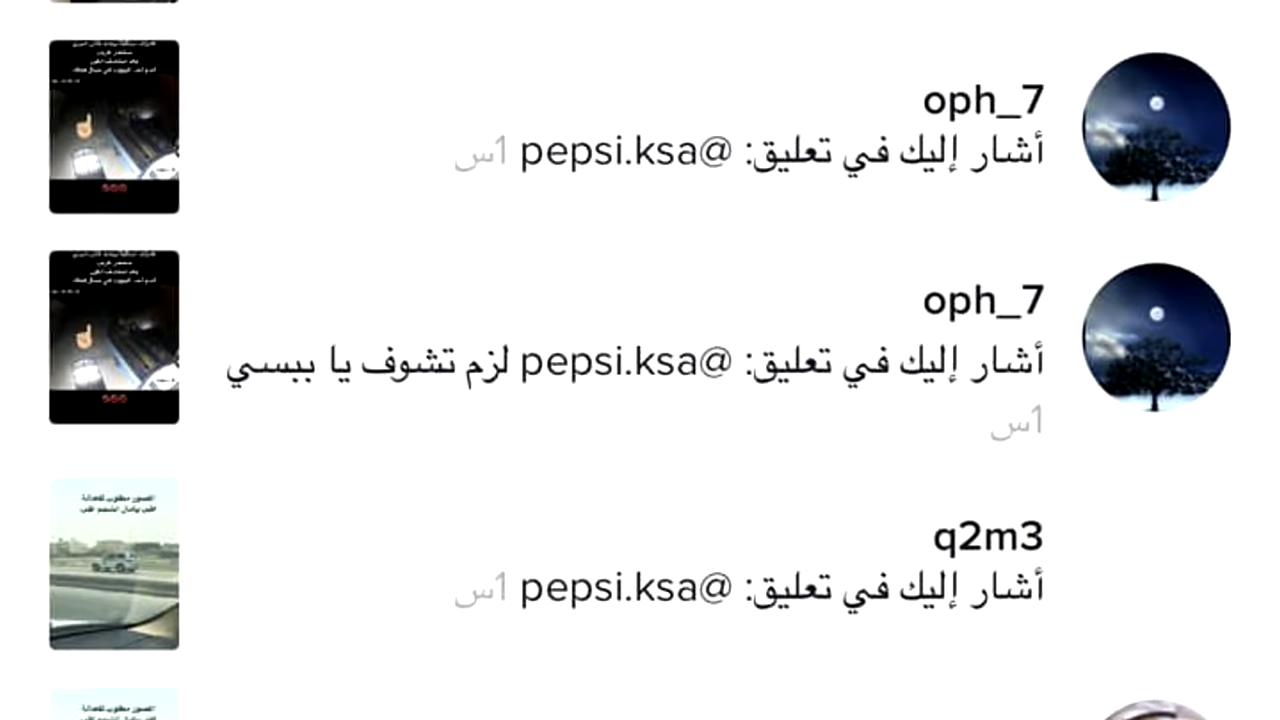 oph_7
أشار إليك في تعليق: @pepsi.ksa 1س
oph_7
أشار إليك في تعليق: @pepsi.ksa لزم تشوف يا ببسي
1س
q2m3
أشار إليك في تعليق: @pepsi.ksa 1س